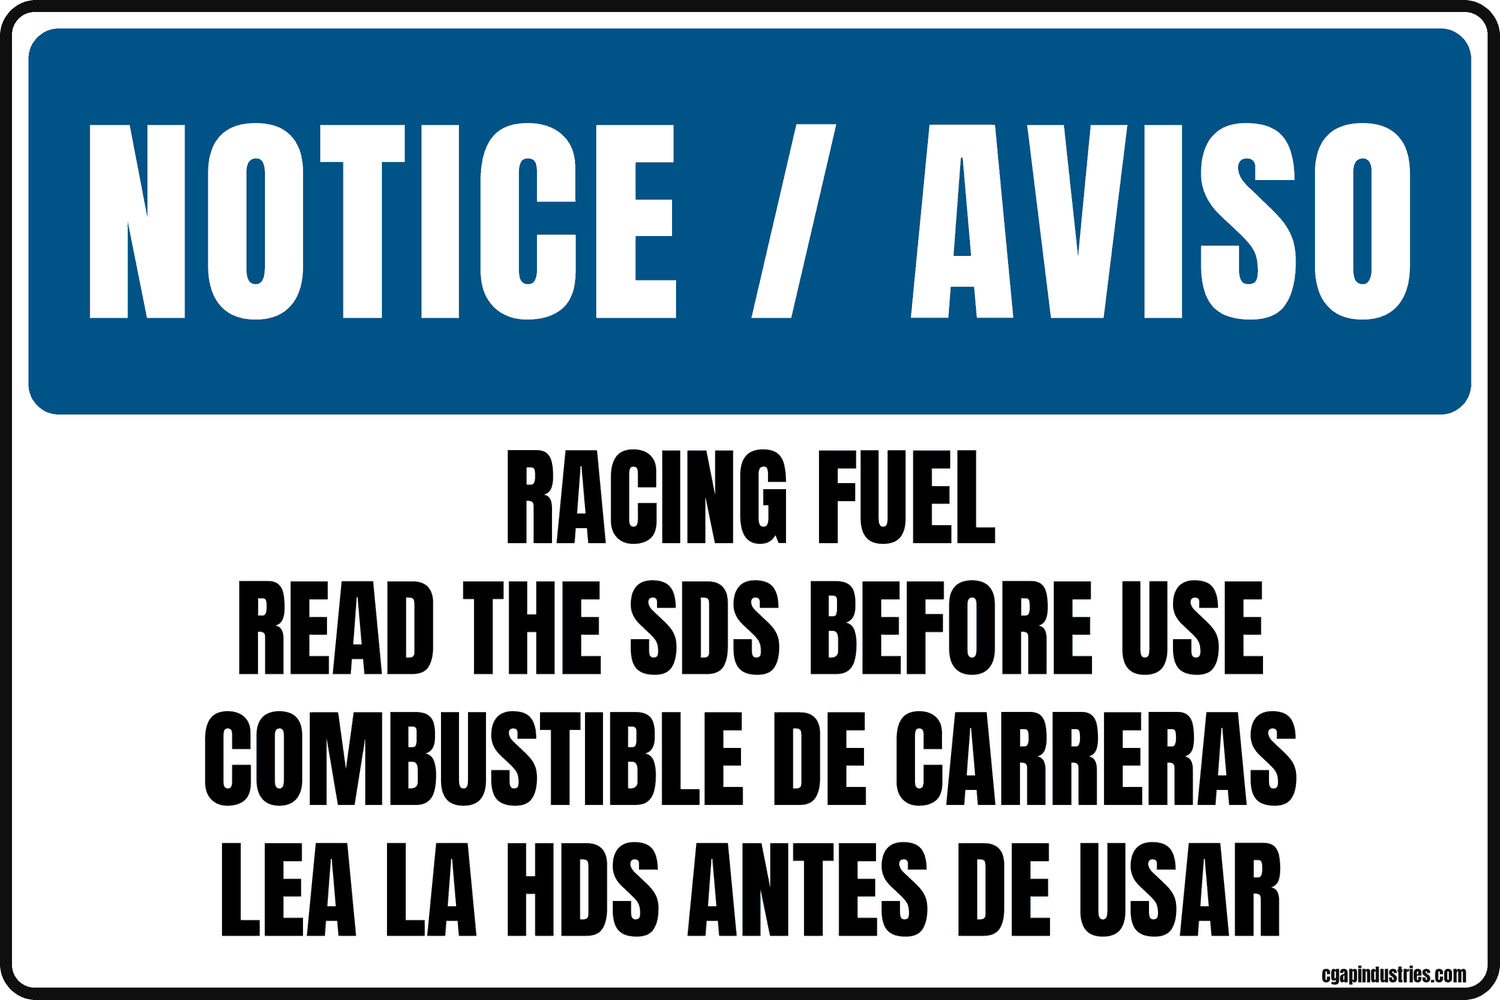 NOTICE / AVISO
RACING FUEL
READ THE SDS BEFORE USE
COMBUSTIBLE DE CARRERAS
LEA LA HDS ANTES DE USAR
cgapindustries.com